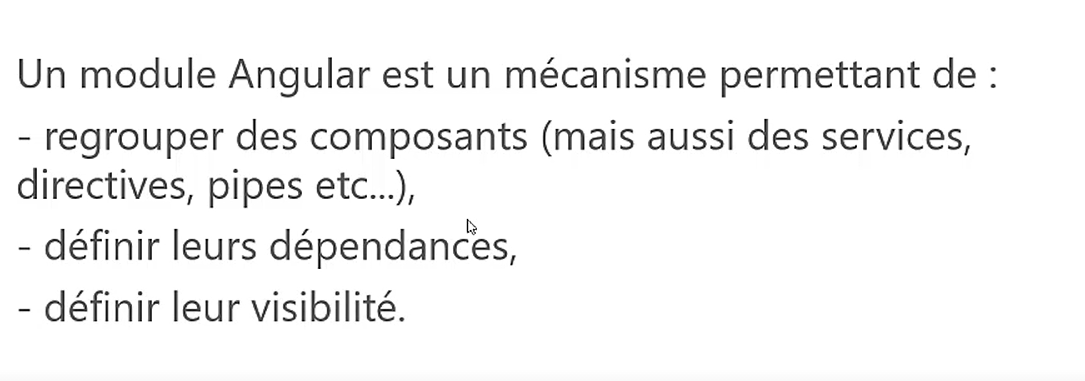 Un module Angular est un mécanisme permettant de :
- regrouper des composants (mais aussi des services,
directives, pipes etc...),
- définir leurs dépendances,
- définir leur visibilité.